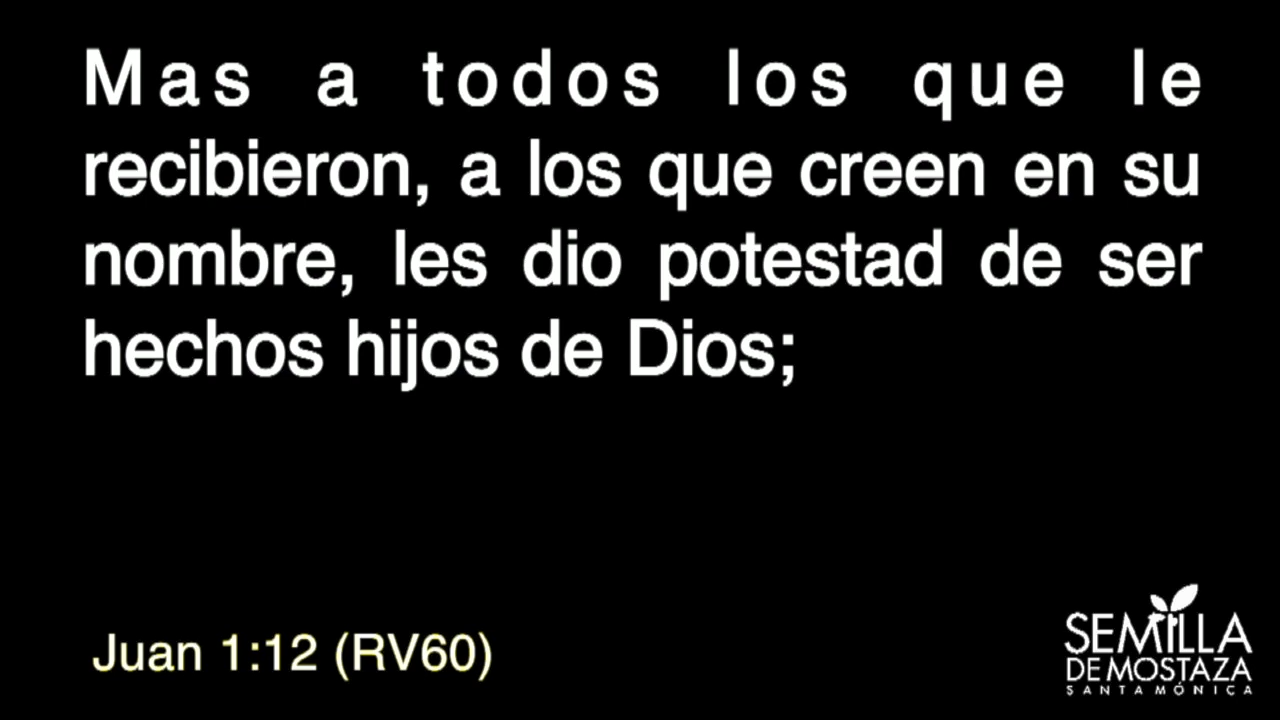 Mas a todos los que le
recibieron, a los que creen en su
nombre, les dio potestad de ser
hechos hijos de Dios;
Juan 1:12 (RV60)
SEMILLA
DE MOSTAZA
SANTA MÓNICA